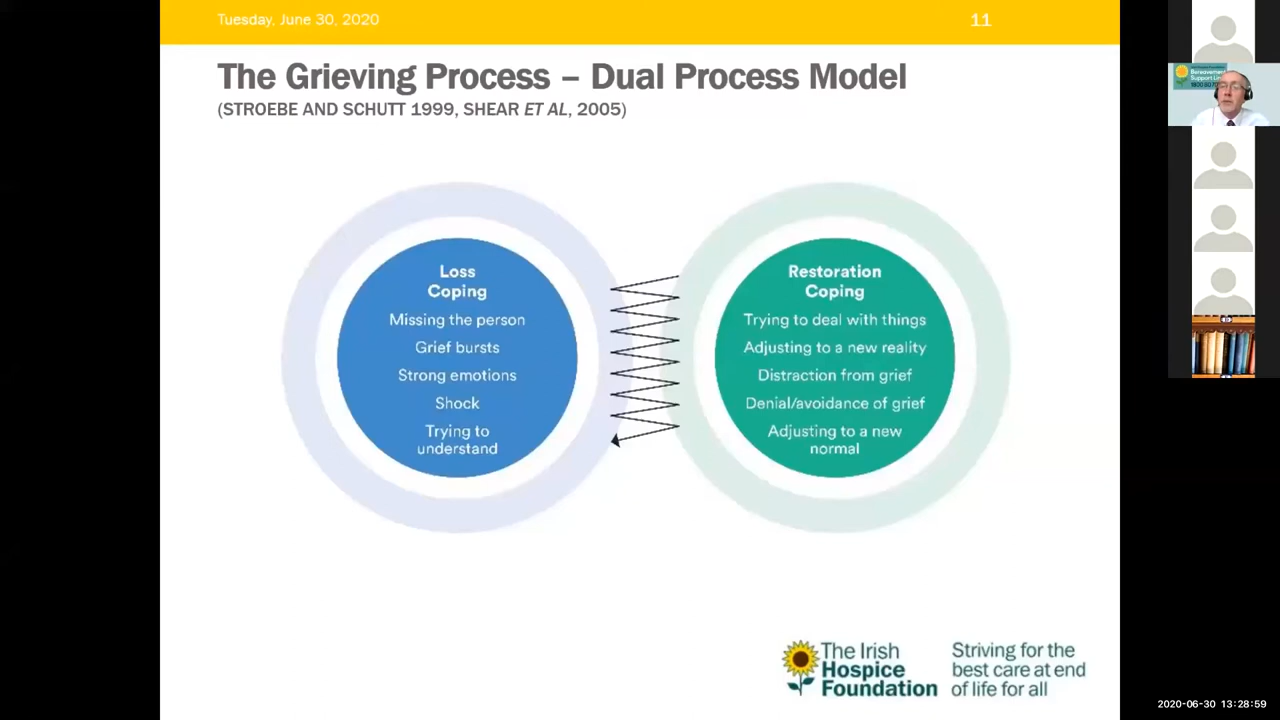 Tuesday, June 30, 2020
11
The Grieving Process – Dual Process Model
(STROEBE AND SCHUTT 1999, SHEAR ET AL, 2005)
Loss
Coping
Missing the person
Grief bursts
Strong emotions
Shock
Trying to
understand
Restoration
Coping
Trying to deal with things
Adjusting to a new reality
Distraction from grief
Denial/avoidance of grief
Adjusting to a new
normal
The Irish
Hospice
Foundation
Striving for the
best care at end
of life for all
Bereavement
Support Line
2020-06-30 13:28:59